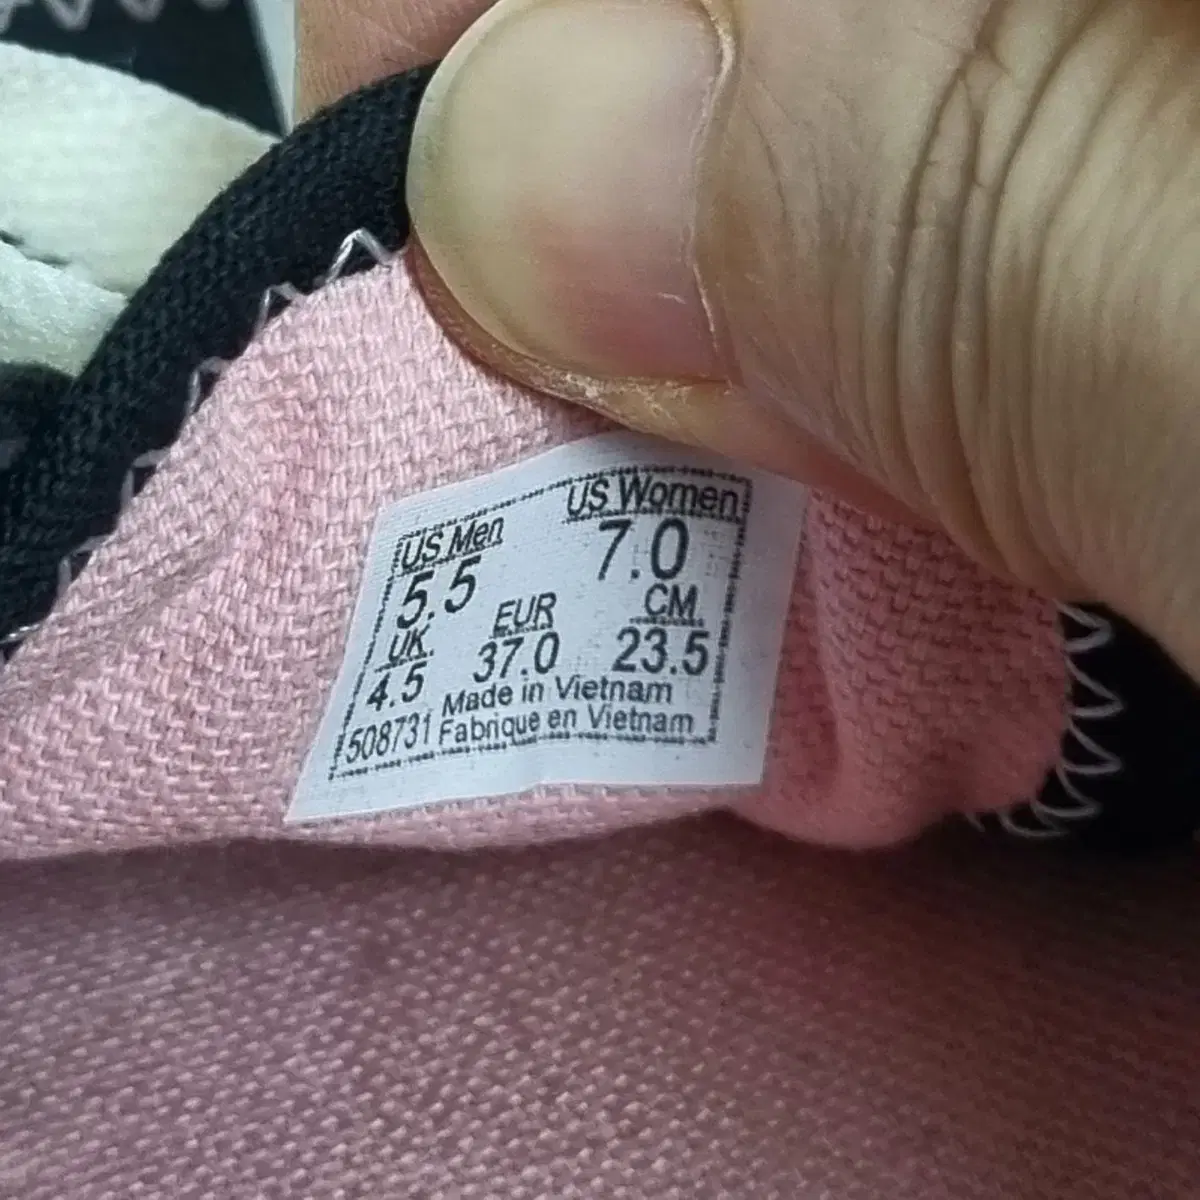 US Men US Women
5.5 7.0
UK EUR CM
4.5 37.0 23.5
Made in Vietnam
508731 Fabrique en Vietnam